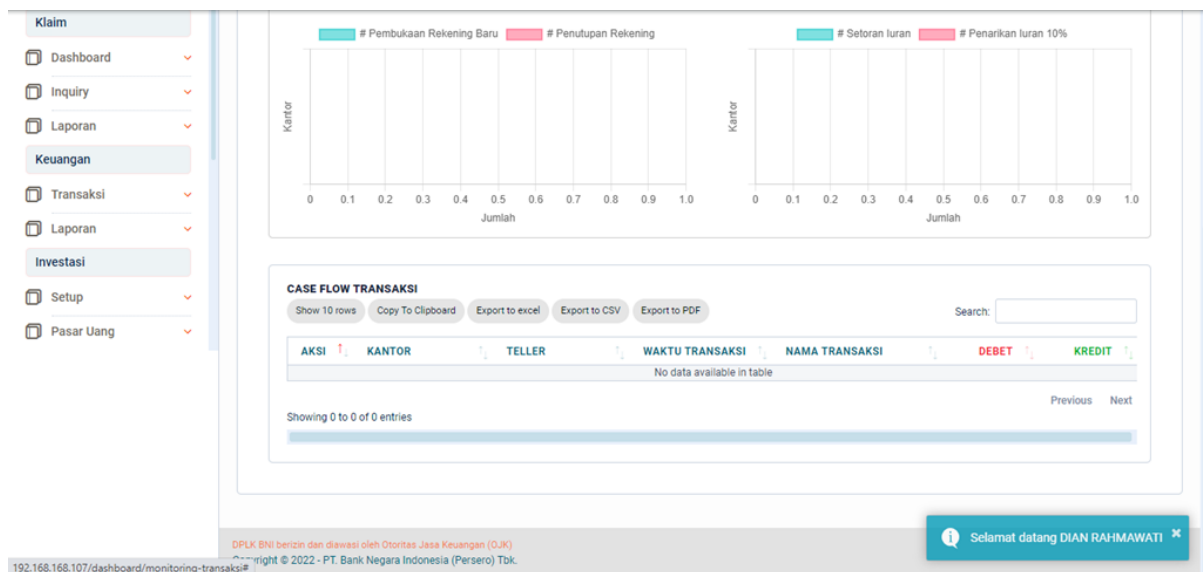 Klaim
Dashboard
Inquiry
Laporan
Keuangan
Transaksi
Laporan
Investasi
Setup
Pasar Uang
# Pembukaan Rekening Baru # Penutupan Rekening
Kantor
0 0.1 0.2 0.3 0.4 0.5 0.6 0.7 0.8 0.9 1.0
Jumlah
# Setoran Iuran # Penarikan Iuran 10%
Kantor
0 0.1 0.2 0.3 0.4 0.5 0.6 0.7 0.8 0.9 1.0
Jumlah
CASE FLOW TRANSAKSI
Show 10 rows Copy To Clipboard Export to excel Export to CSV Export to PDF Search:
AKSI KANTOR TELLER WAKTU TRANSAKSI NAMA TRANSAKSI DEBET KREDIT
No data available in table
Previous Next
Showing 0 to 0 of 0 entries
Selamat datang DIAN RAHMAWATI ×
DPLK BNI berizin dan diawasi oleh Otoritas Jasa Keuangan (OJK)
© 2022 - PT. Bank Negara Indonesia (Persero) Tbk.
192.168.168.107/dashboard/monitoring-transaksi#